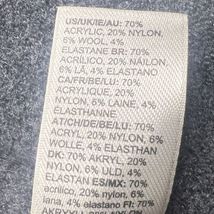 US/UK/IE/AU: 70%
ACRYLIC, 20% NYLON,
6% WOOL, 4%
ELASTANE BR: 70%
ACRÍLICO, 20% NÁILON,
6% LÃ, 4% ELASTANO
CA/FR/BE/LU: 70%
ACRYLIQUE, 20%
NYLON, 6% LAINE, 4%
ÉLASTHANNE
AT/CH/DE/BE/LU: 70%
ACRYL, 20% NYLON, 6%
WOLLE, 4% ELASTHAN
DK: 70% AKRYL, 20%
NYLON, 6% ULD, 4%
ELASTAN ES/MX: 70%
acrílico, 20% nylon, 6%
lana, 4% elastano FI: 70%
AKRYYLI, 20%